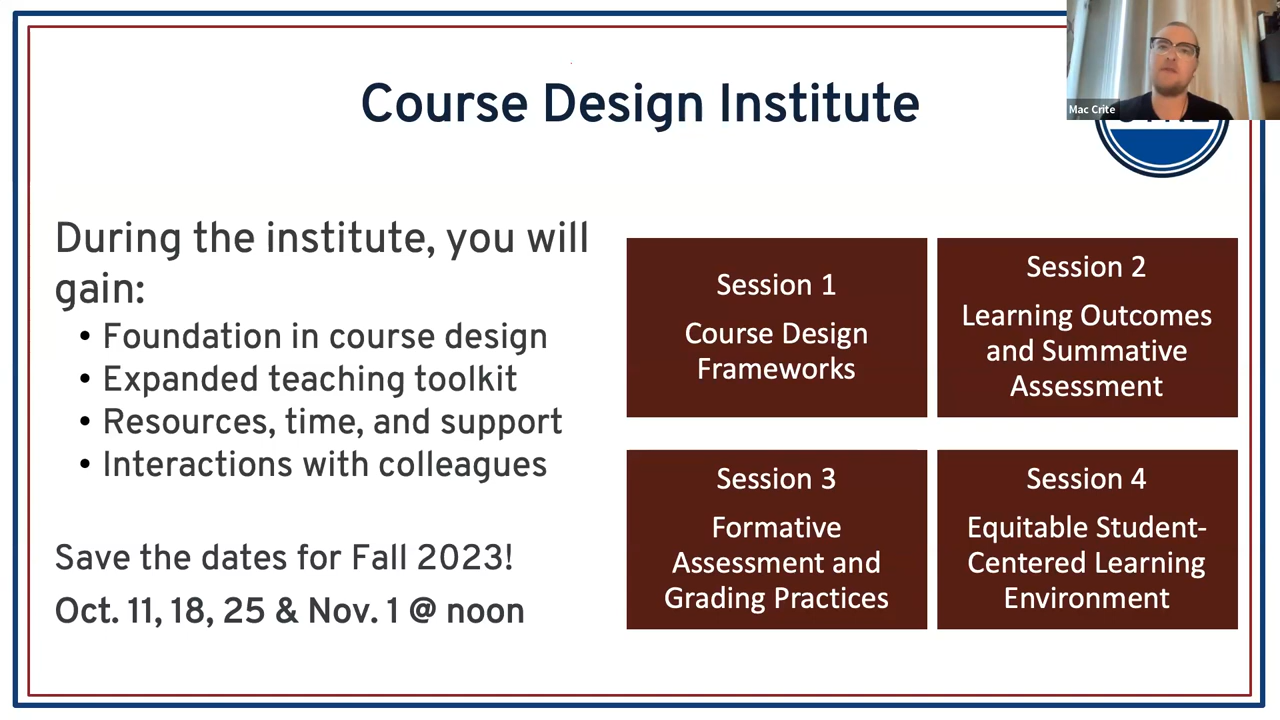 Course Design Institute
Mac Crite
During the institute, you will
gain:
• Foundation in course design
• Expanded teaching toolkit
• Resources, time, and support
• Interactions with colleagues
Save the dates for Fall 2023!
Oct. 11, 18, 25 & Nov. 1 @ noon
Session 1
Course Design
Frameworks
Session 2
Learning Outcomes
and Summative
Assessment
Session 3
Formative
Assessment and
Grading Practices
Session 4
Equitable Student-
Centered Learning
Environment